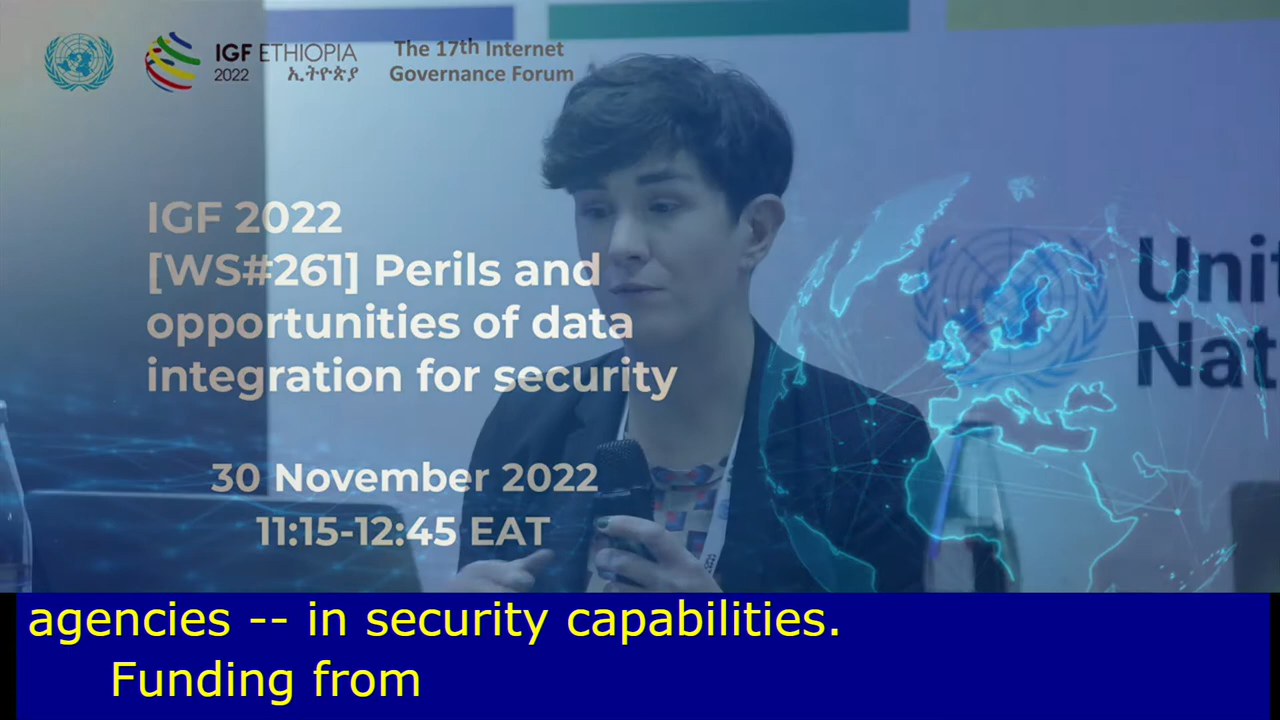 IGF ETHIOPIA
2022 ኢትዮጵያ
The 17th Internet
Governance Forum
IGF 2022
[WS#261] Perils and
opportunities of data
integration for security
30 November 2022
11:15-12:45 EAT
Unit
Nat
agencies -- in security capabilities.
Funding from